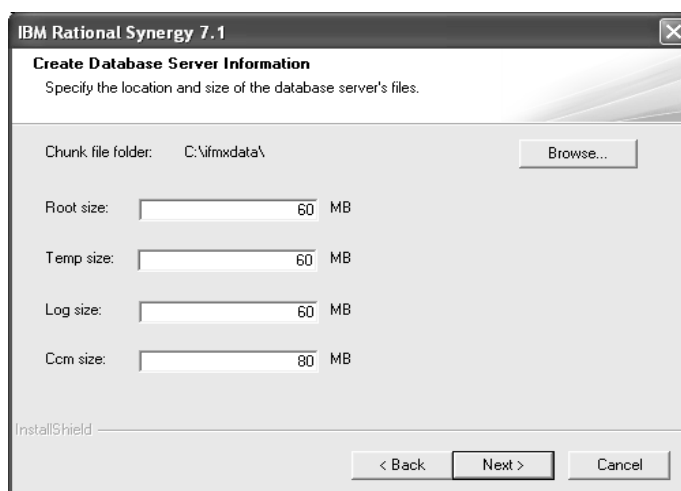 IBM Rational Synergy 7.1
Create Database Server Information
Specify the location and size of the database server's files.
Chunk file folder: C:\ifmxdata\ Browse...
Root size: 60 MB
Temp size: 60 MB
Log size: 60 MB
Ccm size: 80 MB
InstallShield
< Back Next > Cancel